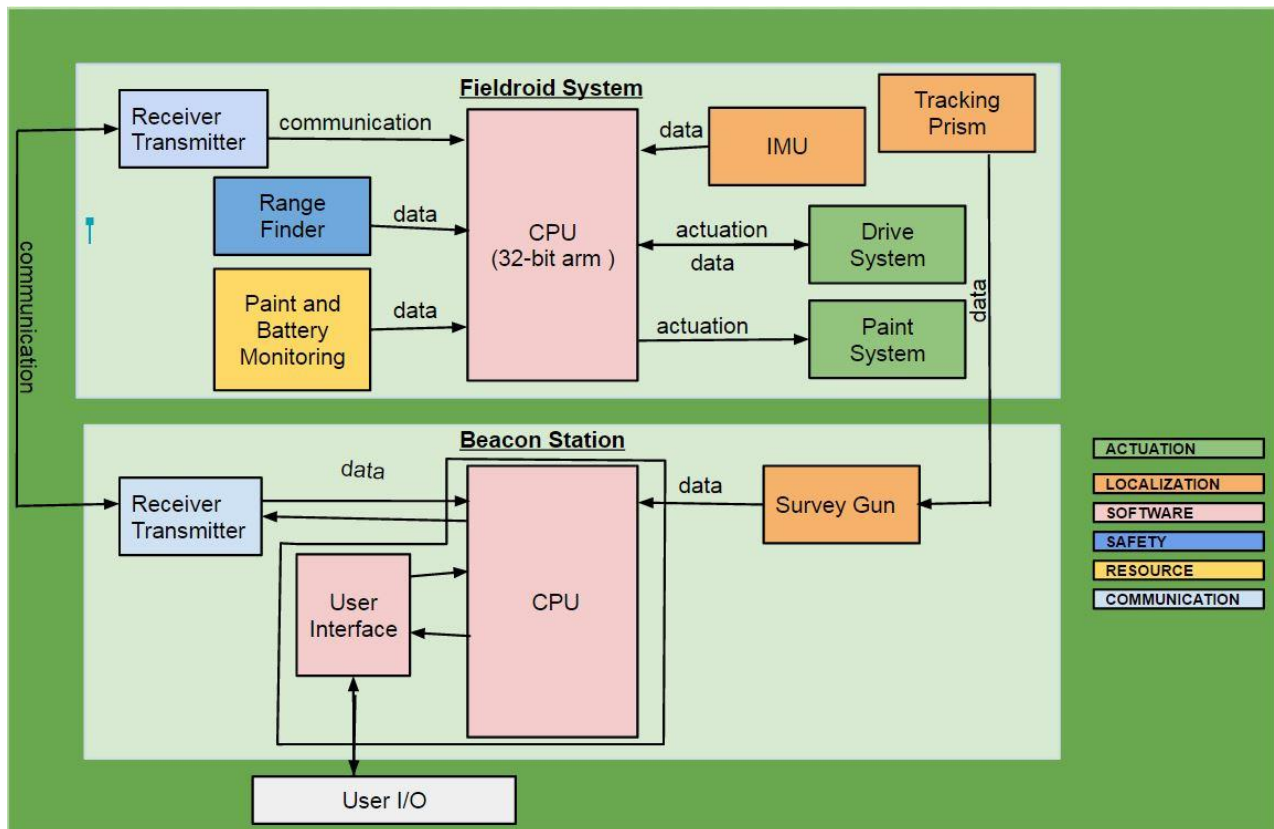 Fieldroid System
Receiver
Transmitter
communication
Range
Finder
data
Paint and
Battery
Monitoring
data
CPU
(32-bit arm )
data
IMU
Tracking
Prism
actuation
data
Drive
System
actuation
Paint
System
data
communication
Beacon Station
Receiver
Transmitter
data
User
Interface
CPU
data
Survey Gun
User I/O
ACTUATION
LOCALIZATION
SOFTWARE
SAFETY
RESOURCE
COMMUNICATION